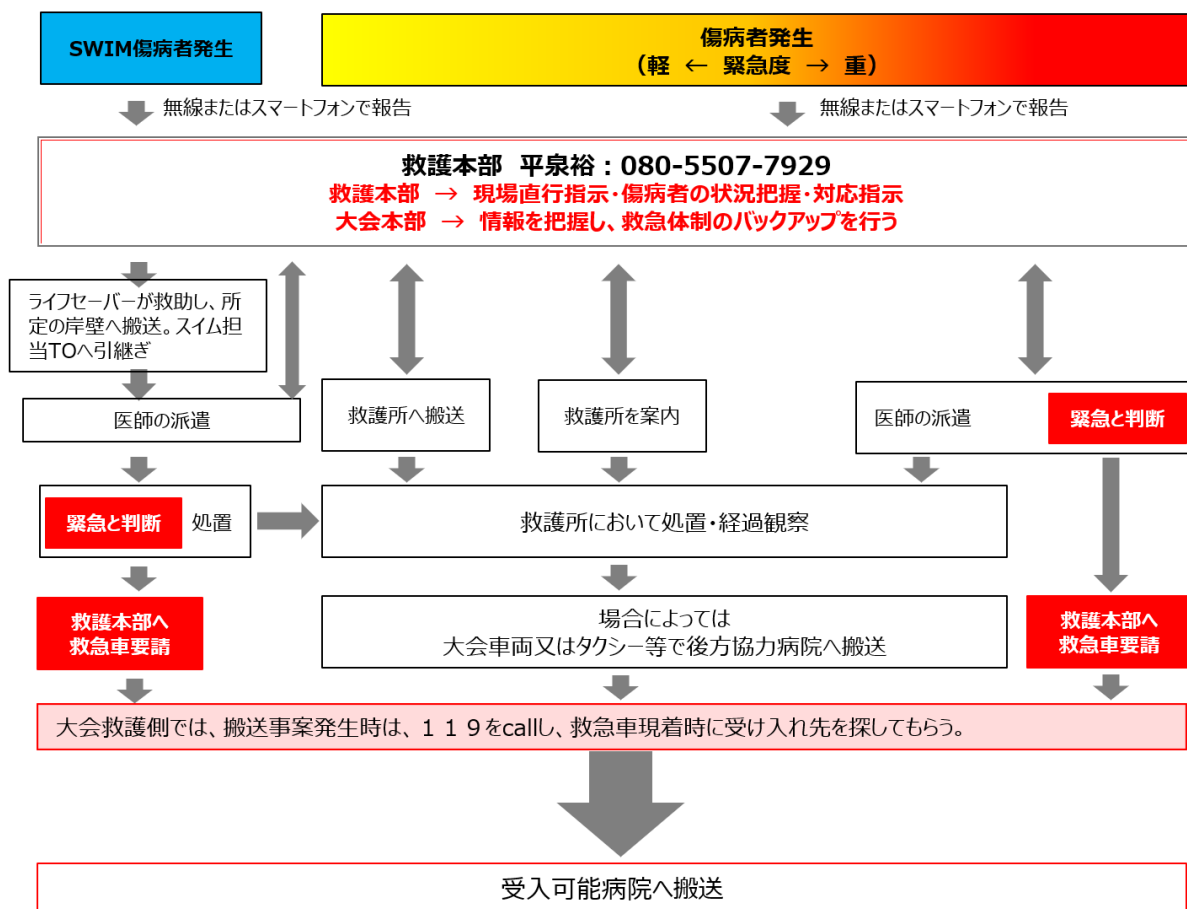 SWIM傷病者発生
傷病者発生
(軽 ← 緊急度 → 重)
無線またはスマートフォンで報告
無線またはスマートフォンで報告
救護本部 平泉裕：080-5507-7929
救護本部 → 現場直行指示・傷病者の状況把握・対応指示
大会本部 → 情報を把握し、救急体制のバックアップを行う
ライフセーバーが救助し、所
定の岸壁へ搬送。スイム担
当TOへ引継ぎ
医師の派遣
救護所へ搬送
救護所を案内
医師の派遣
緊急と判断
緊急と判断
処置
救護所において処置・経過観察
救護本部へ
救急車要請
場合によっては
大会車両又はタクシー等で後方協力病院へ搬送
救護本部へ
救急車要請
大会救護側では、搬送事案発生時は、１１９をcallし、救急車現着時に受け入れ先を探してもらう。
受入可能病院へ搬送